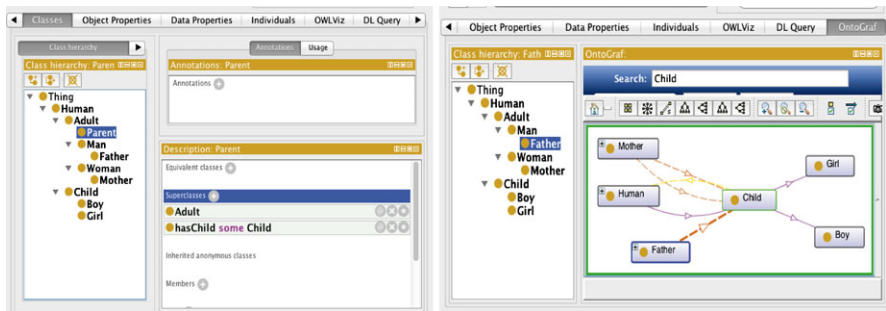 Classes Object Properties Data Properties Individuals OWLViz DL Query
Class hierarchy
Class hierarchy: Paren
Thing
Human
Adult
Parent
Man
Father
Woman
Mother
Child
Boy
Girl
Annotations Usage
Annotations: Parent
Annotations
Description: Parent
Equivalent classes
Superclasses
Adult
hasChild some Child
Inherited anonymous classes
Members
Object Properties Data Properties Individuals OWLViz DL Query OntoGraf
Class hierarchy: Fath
Thing
Human
Adult
Man
Father
Woman
Mother
Child
Boy
Girl
OntoGraf:
Search: Child
Mother
Girl
Human
Child
Father
Boy